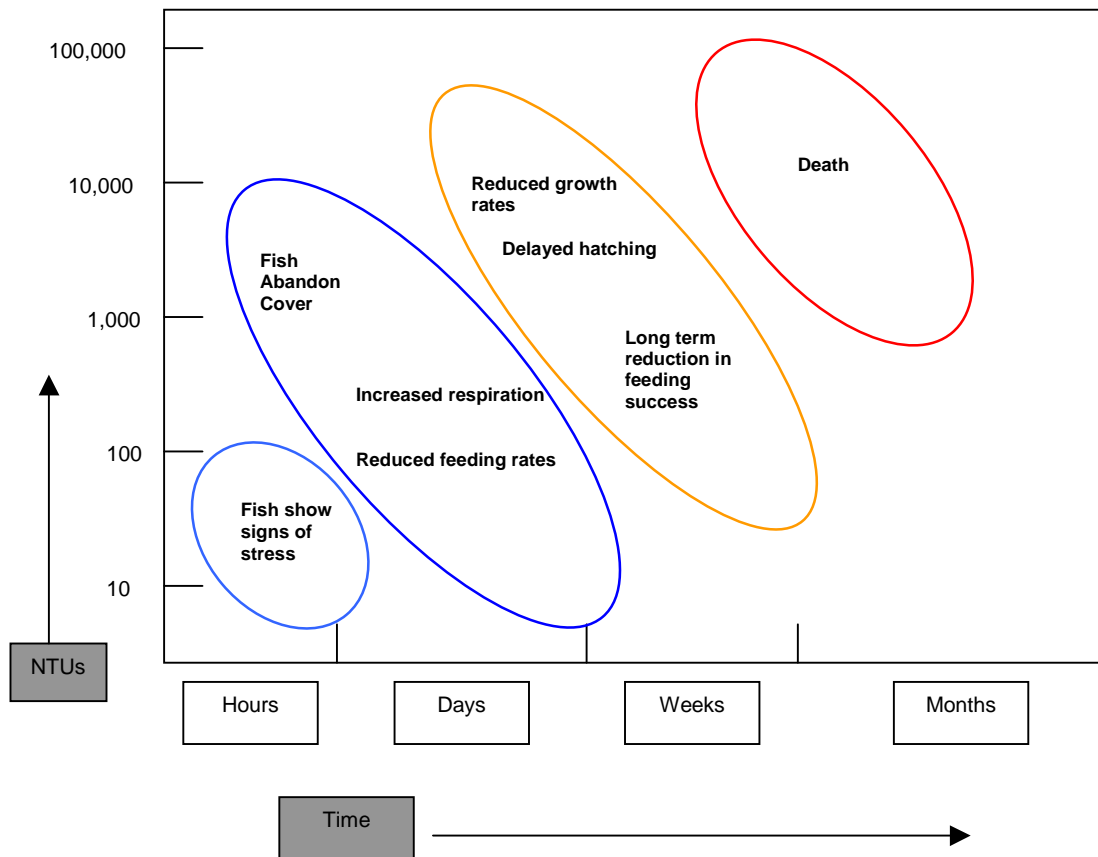 100,000
10,000
1,000
100
10
NTUs
Death
Reduced growth
rates
Delayed hatching
Long term
reduction in
feeding
success
Fish
Abandon
Cover
Increased respiration
Reduced feeding rates
Fish show
signs of
stress
Hours
Days
Weeks
Months
Time